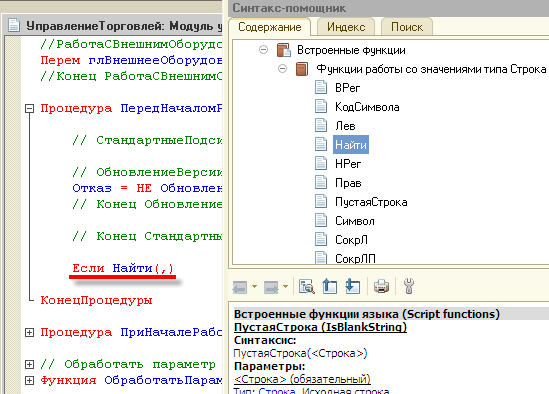 УправлениеТорговлей: Модуль у
//РаботаСВнешнимОборудо
Перем глВнешнееОборудов
//Конец РаботаСВнешнимО
Процедура ПередНачаломР
// СтандартныеПодси
// ОбновлениеВерсии
Отказ = НЕ Обновлен
// Конец Обновление
// Конец Стандартны
Если Найти(,)
КонецПроцедуры
Процедура ПриНачалеРабо
// Обработать параметр
Функция ОбработатьПарам
Синтакс-помощник
Содержание Индекс Поиск
Встроенные функции
Функции работы со значениями типа Строка
ВРег
КодСимвола
Лев
Найти
НРег
Прав
ПустаяСтрока
Символ
СокрЛ
СокрЛП
Встроенные функции языка (Script functions)
ПустаяСтрока (IsBlankString)
Синтаксис:
ПустаяСтрока(<Строка>)
Параметры:
<Строка> (обязательный)
Тип: Строка. Исходная строка.